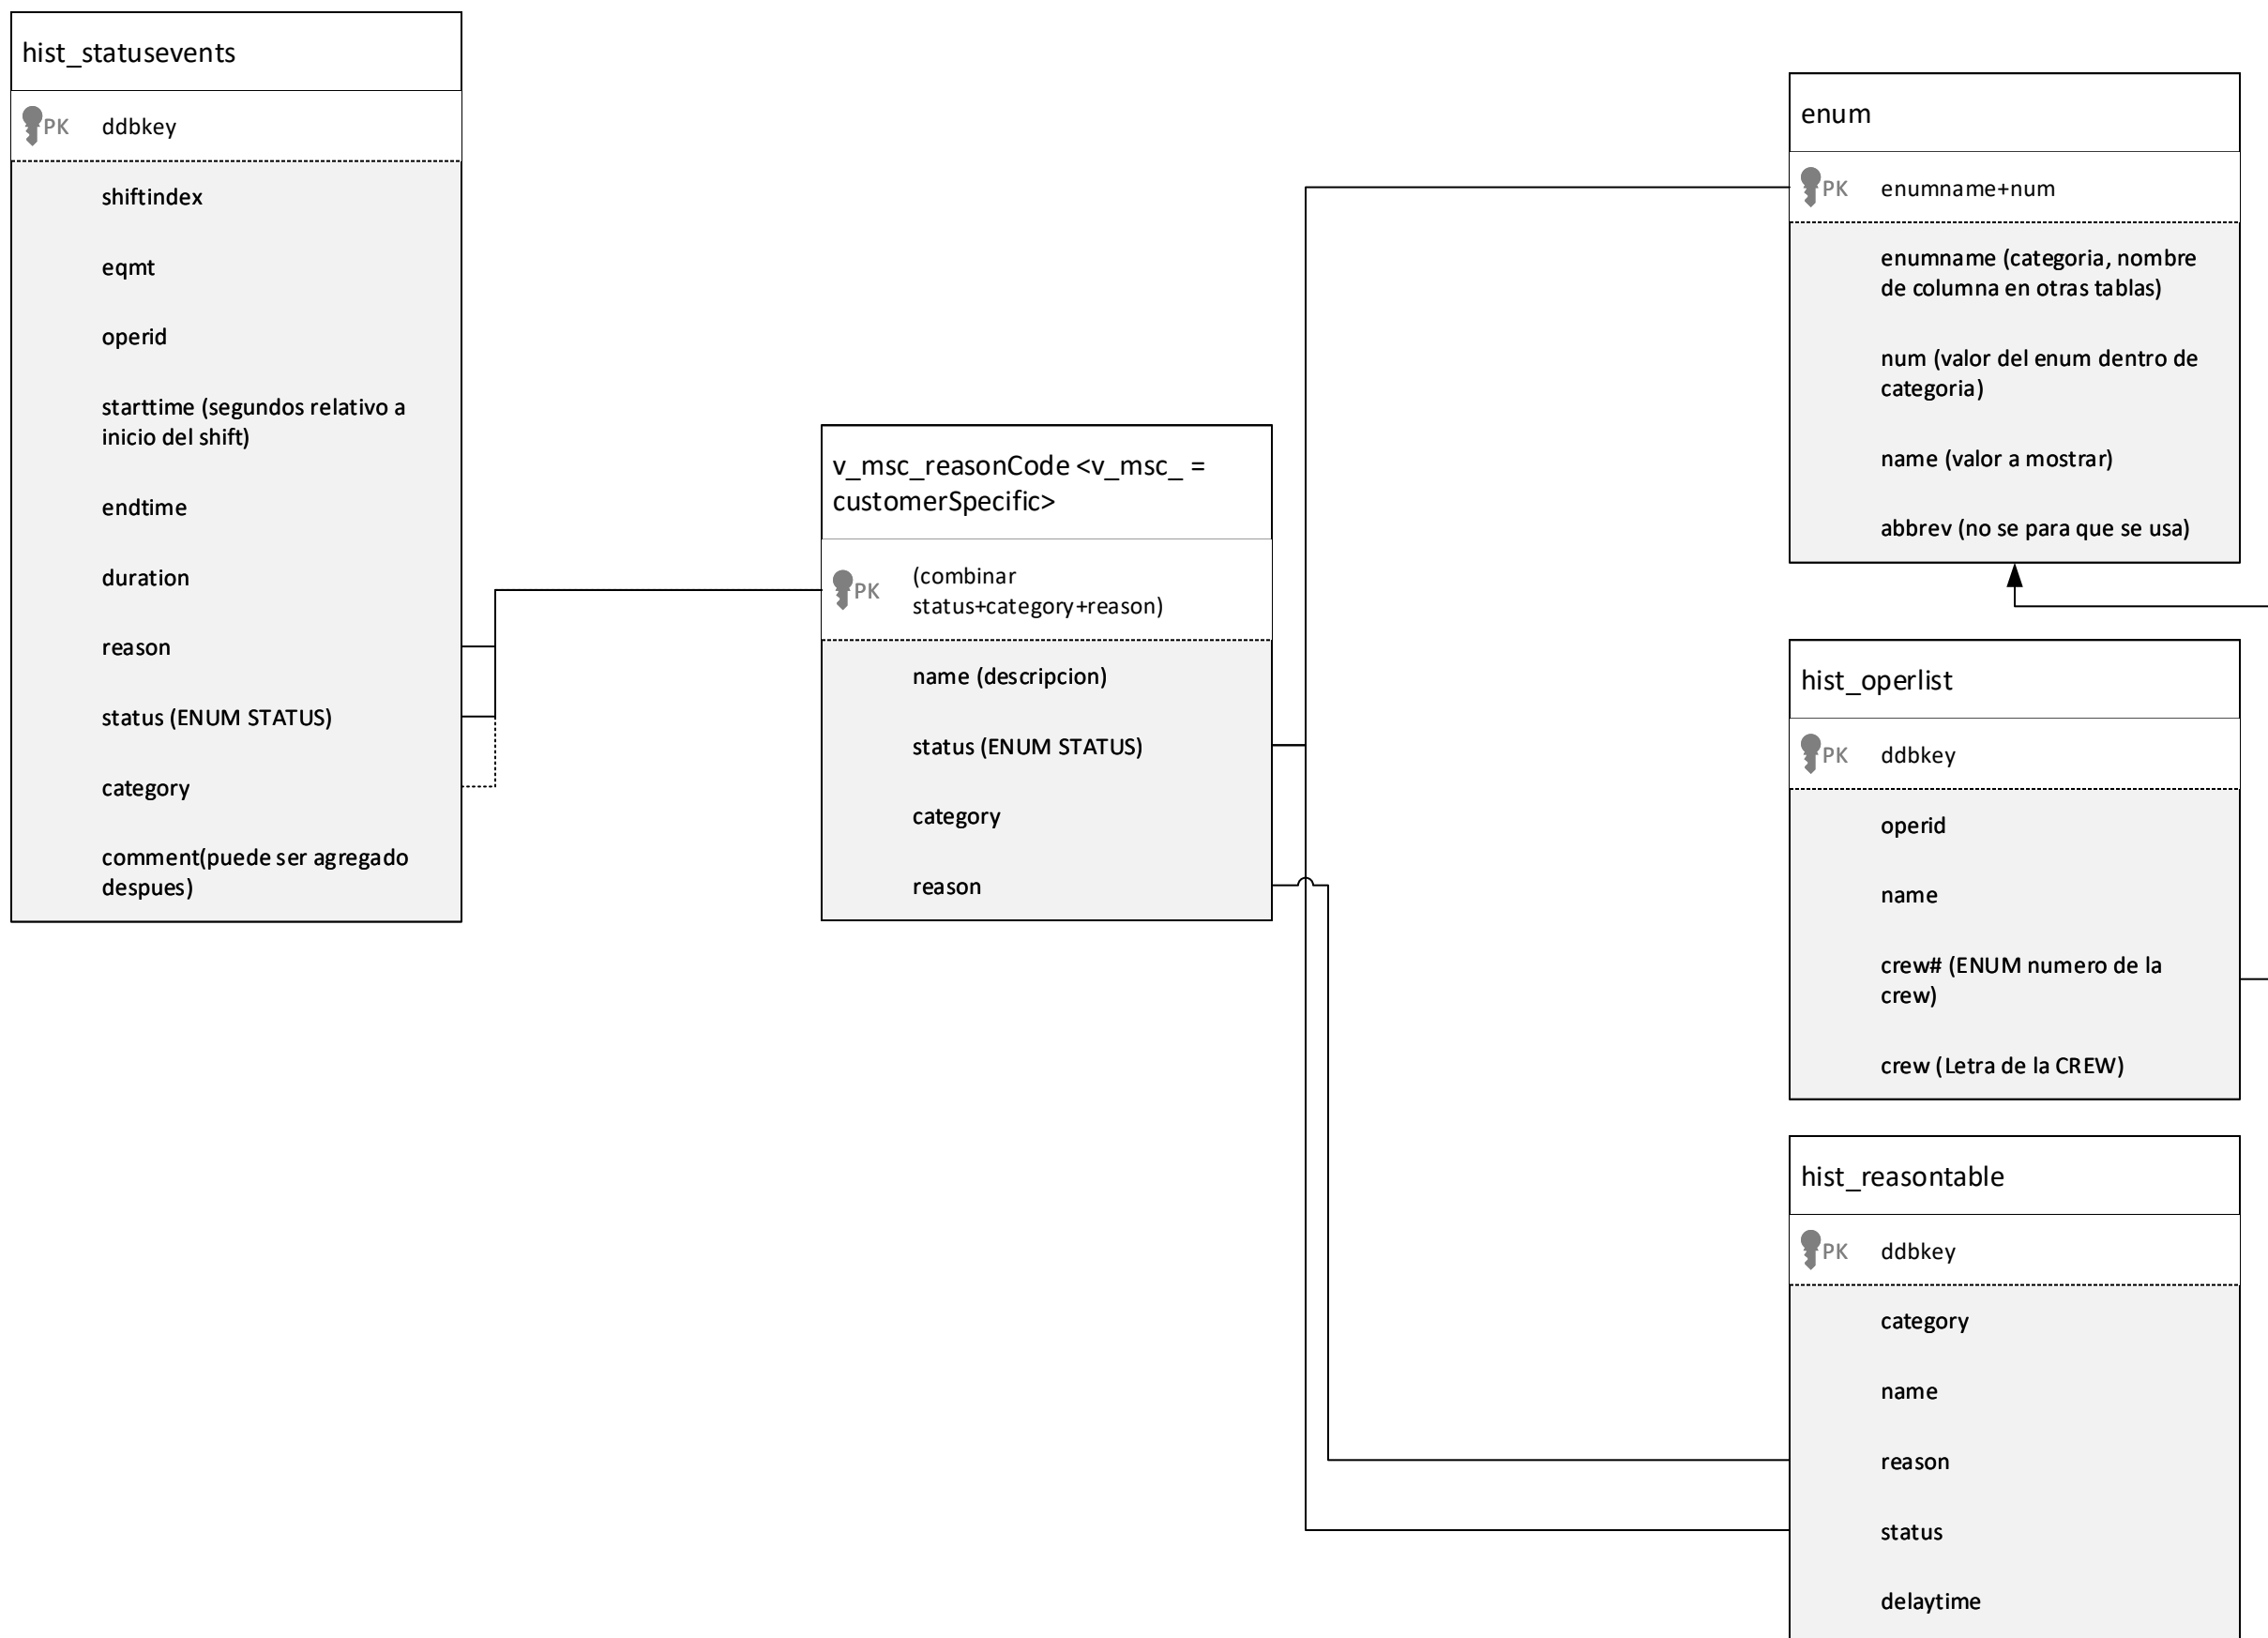 hist_statusevents
PK ddbkey
shiftindex
eqmt
operid
starttime (segundos relativo a
inicio del shift)
endtime
duration
reason
status (ENUM STATUS)
category
comment(puede ser agregado
despues)
v_msc_reasonCode <v_msc_ =
customerSpecific>
PK (combinar
status+category+reason)
name (descripcion)
status (ENUM STATUS)
category
reason
enum
PK enumname+num
enumname (categoria, nombre
de columna en otras tablas)
num (valor del enum dentro de
categoria)
name (valor a mostrar)
abbrev (no se para que se usa)
hist_operlist
PK ddbkey
operid
name
crew# (ENUM numero de la
crew)
crew (Letra de la CREW)
hist_reasontable
PK ddbkey
category
name
reason
status
delaytime